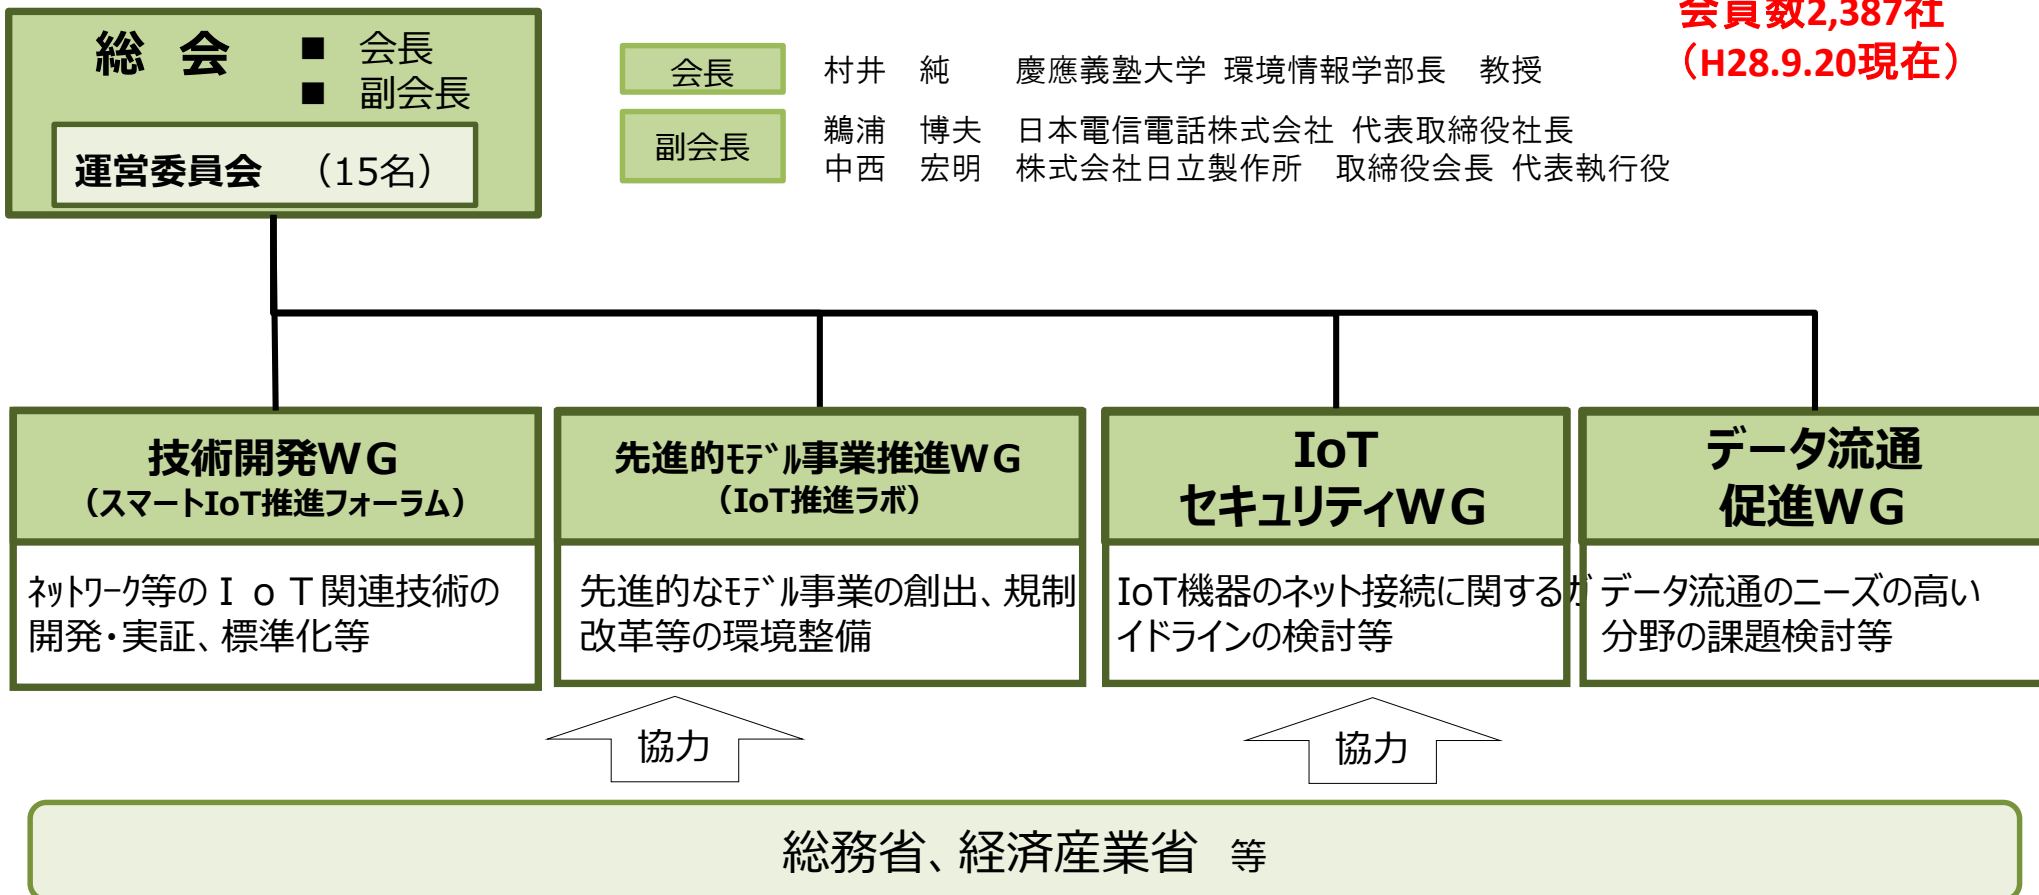 総 会
■ 会長
■ 副会長
運営委員会 （15名）
会長
村井 純 慶應義塾大学 環境情報学部長 教授
副会長
鵜浦 博夫 日本電信電話株式会社 代表取締役社長
中西 宏明 株式会社日立製作所 取締役会長 代表執行役
会員数2,387社
（H28.9.20現在）
技術開発ＷＧ
（スマートIoT推進フォーラム）
ﾈｯﾄﾜｰｸ等のＩｏＴ関連技術の
開発・実証、標準化等
先進的ﾓﾃﾞﾙ事業推進ＷＧ
（IoT推進ラボ）
先進的なﾓﾃﾞﾙ事業の創出、規制
改革等の環境整備
IoT
セキュリティＷＧ
IoT機器のネット接続に関するガ
イドラインの検討等
データ流通
促進ＷＧ
データ流通のニーズの高い
分野の課題検討等
協力
協力
総務省、経済産業省 等